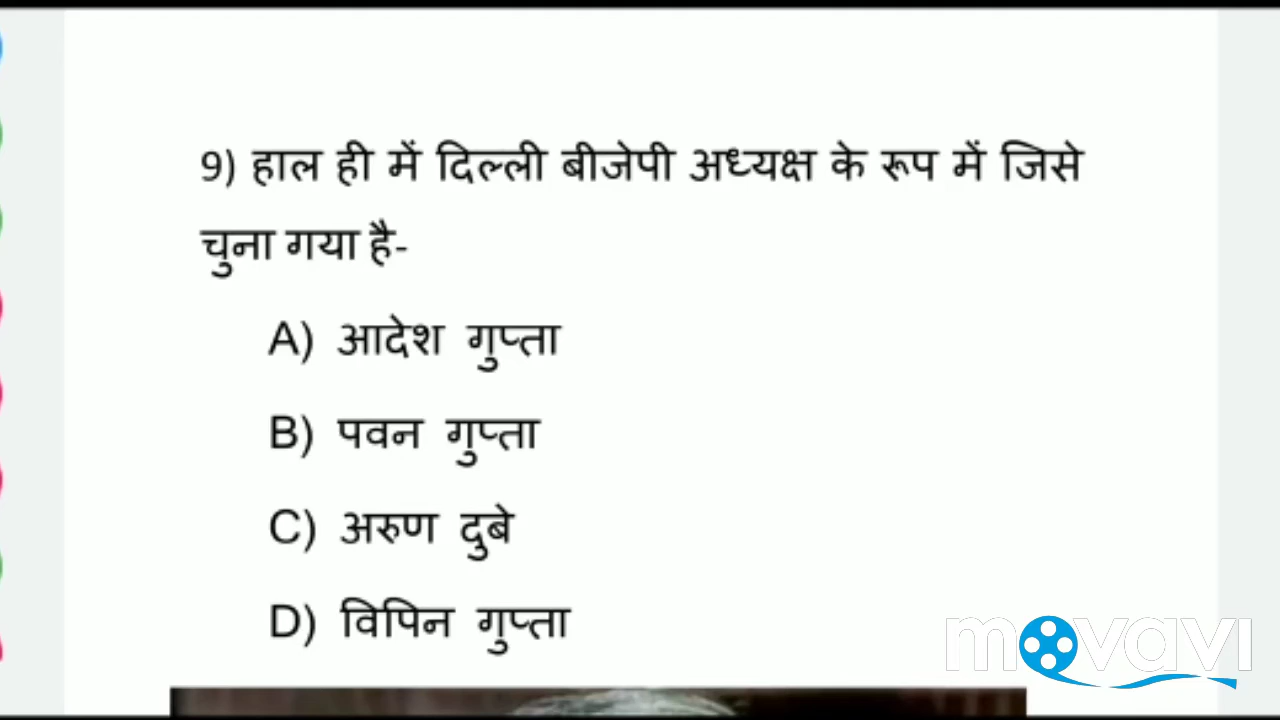 9) हाल ही में दिल्ली बीजेपी अध्यक्ष के रूप में जिसे
चुना गया है-
A) आदेश गुप्ता
B) पवन गुप्ता
C) अरुण दुबे
D) विपिन गुप्ता
movavi